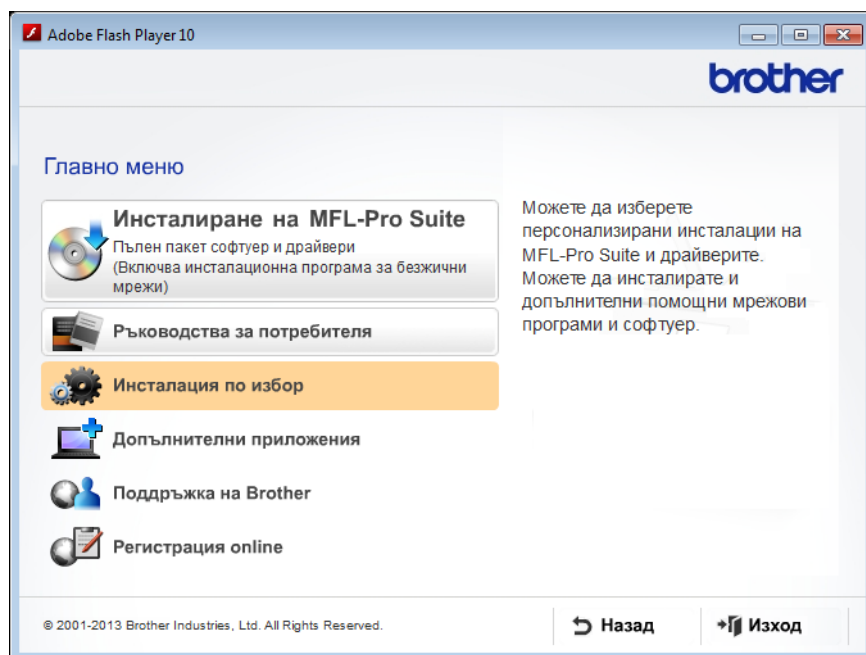 Adobe Flash Player 10
brother
Главно меню
Инсталиране на MFL-Pro Suite
Пълен пакет софтуер и драйвери
(Включва инсталационна програма за безжични
мрежи)
Ръководства за потребителя
Инсталация по избор
Допълнителни приложения
Поддръжка на Brother
Регистрация online
Можете да изберете
персонализирани инсталации на
MFL-Pro Suite и драйверите.
Можете да инсталирате и
допълнителни помощни мрежови
програми и софтуер.
© 2001-2013 Brother Industries, Ltd. All Rights Reserved.
Назад
Изход